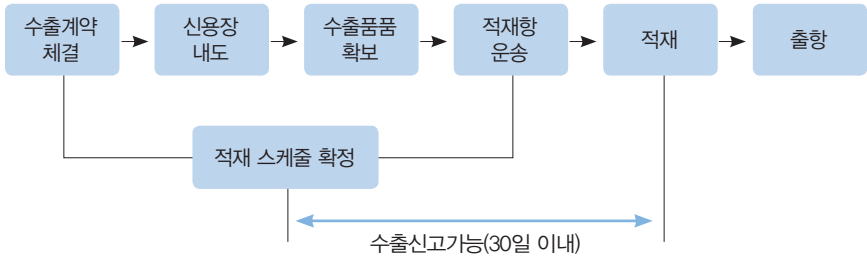 수출계약
체결
신용장
내도
수출품품
확보
적재항
운송
적재
출항
적재 스케줄 확정
수출신고가능(30일 이내)